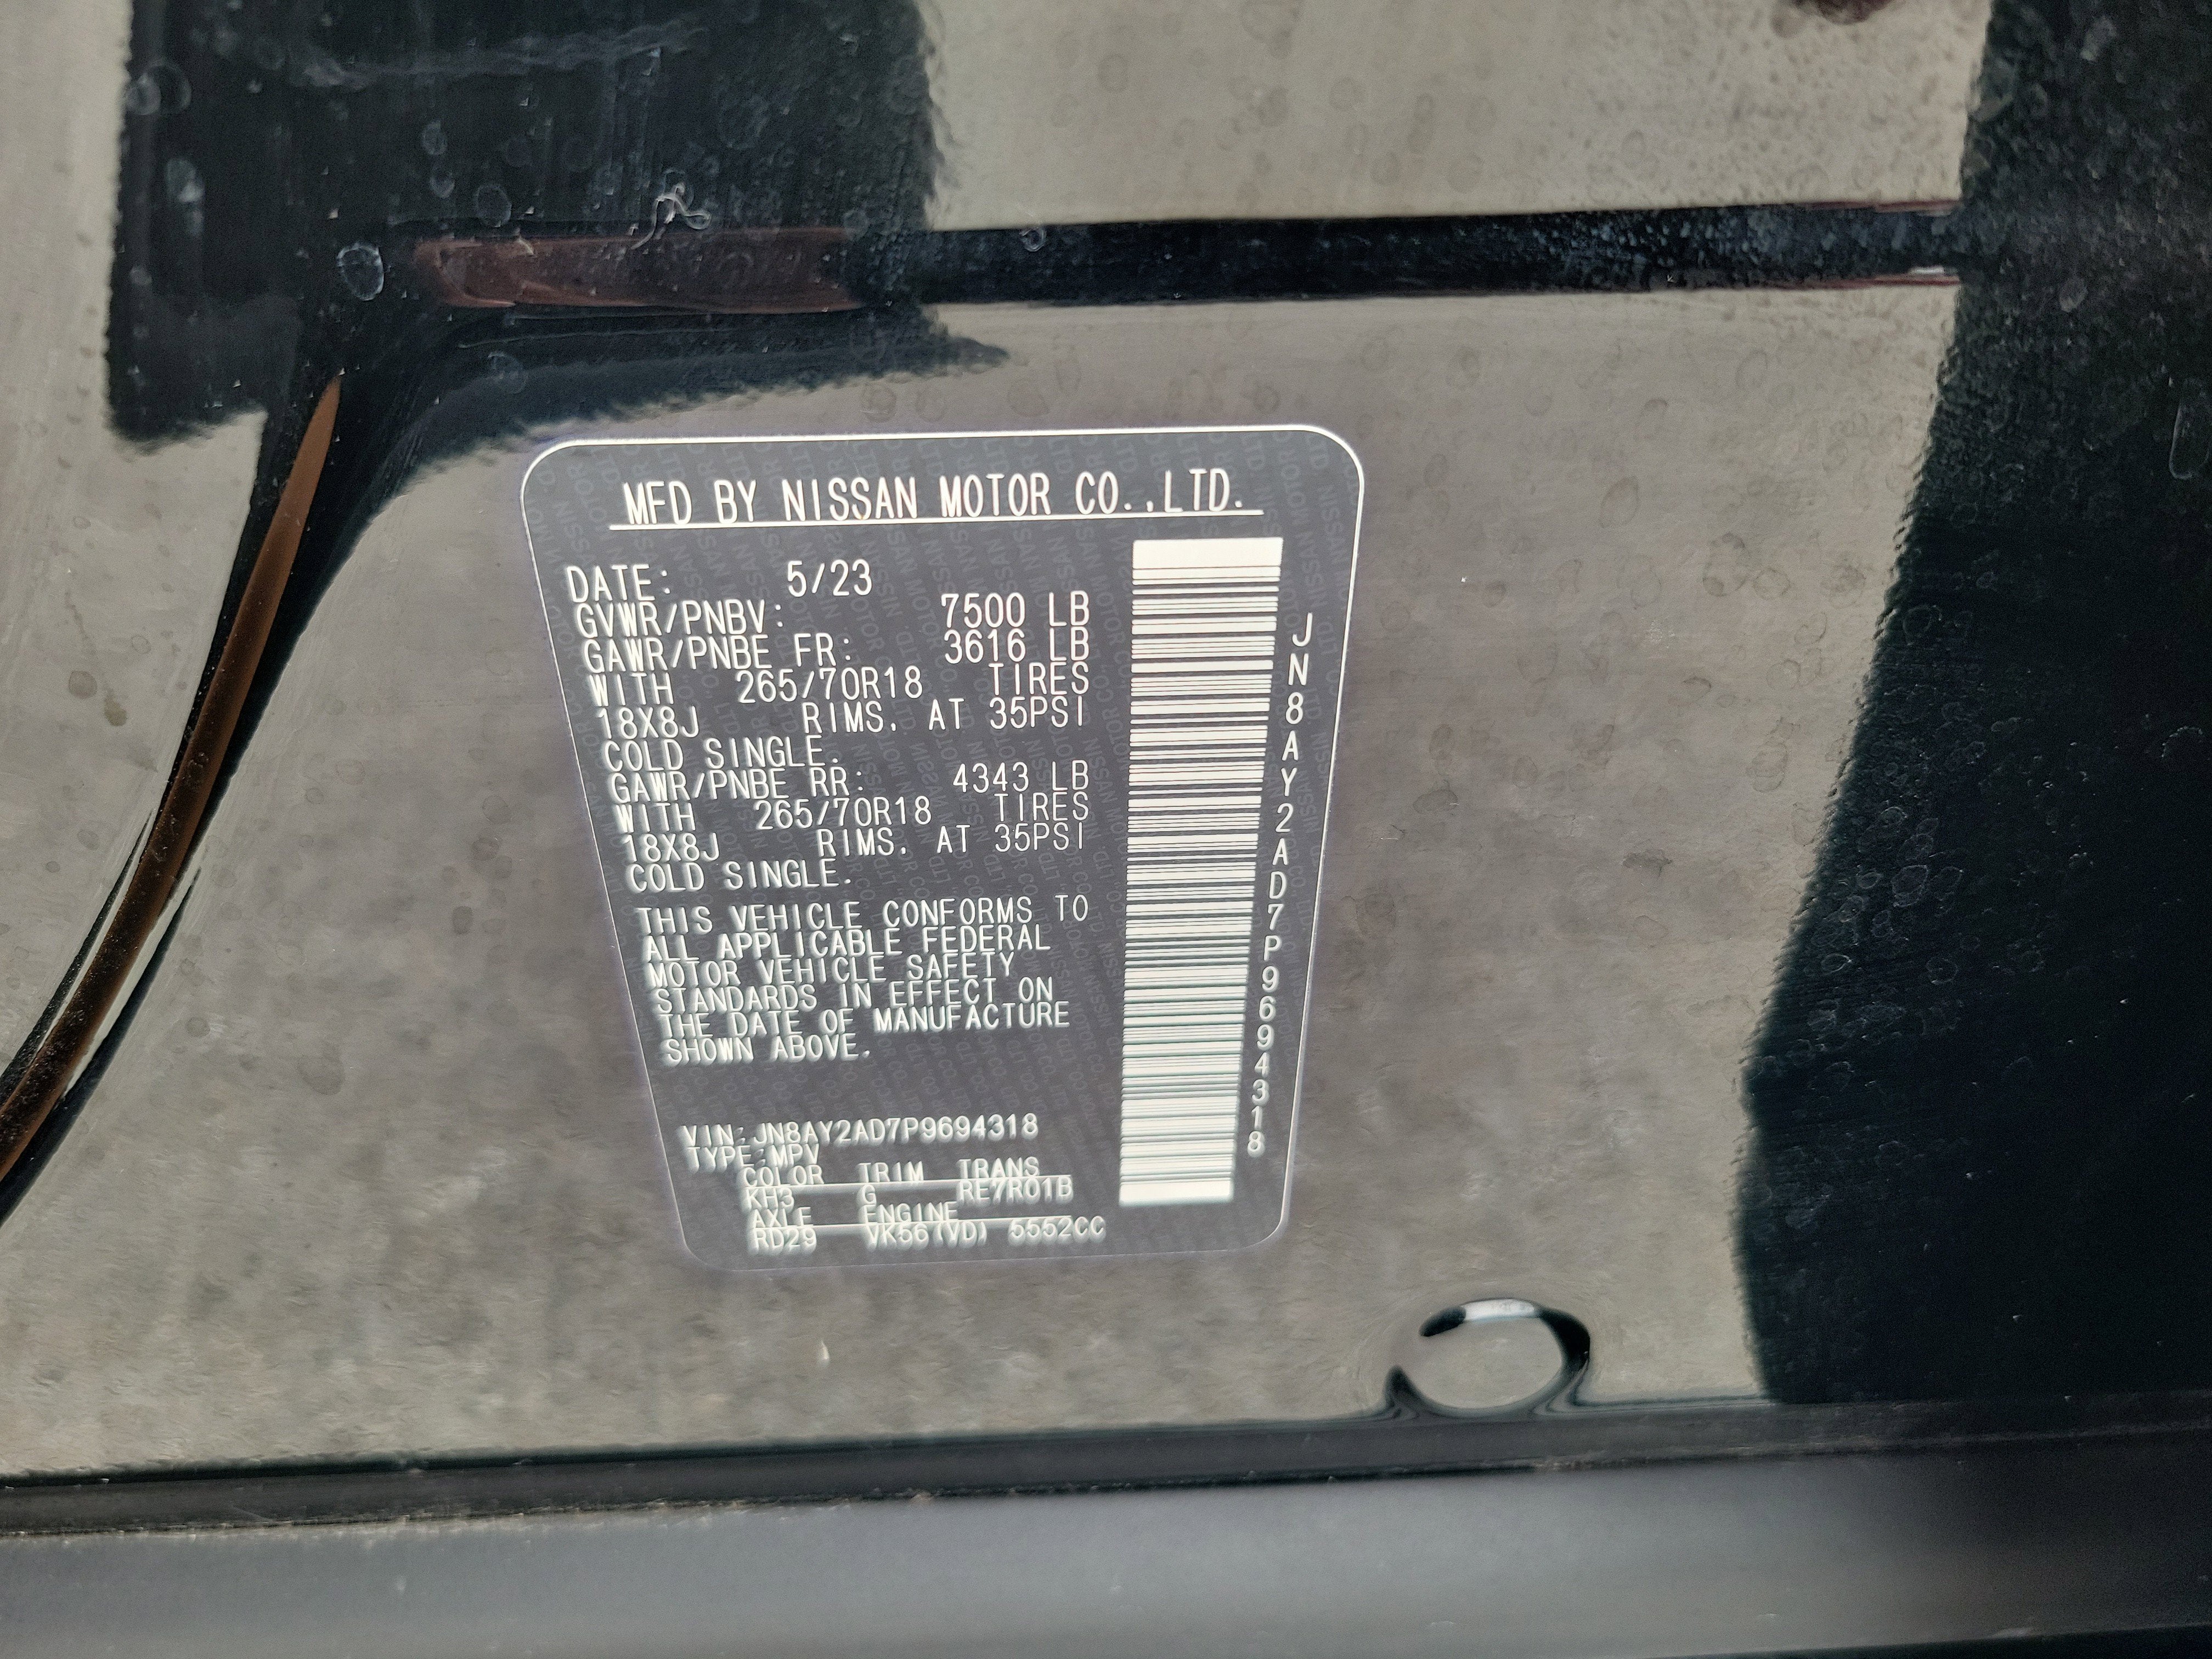 MFD BY NISSAN MOTOR CO.,LTD.
DATE: 5/23
GVWR/PNBV: 7500 LB
GAWR/PNBE FR: 3616 LB
WITH 265/70R18 TIRES
18X8J RIMS, AT 35PSI
COLD SINGLE.
GAWR/PNBE RR: 4343 LB
WITH 265/70R18 TIRES
18X8J RIMS, AT 35PSI
COLD SINGLE.
THIS VEHICLE CONFORMS TO
ALL APPLICABLE FEDERAL
MOTOR VEHICLE SAFETY
STANDARDS IN EFFECT ON
THE DATE OF MANUFACTURE
SHOWN ABOVE.
VIN:JN8AY2AD7P9694318
TYPE:MPV
COLOR TRIM TRANS
KH3 G RE7R01B
AXLE ENGINE
RD29 VK56(VD) 5552CC
JN8AY2AD7P9694318